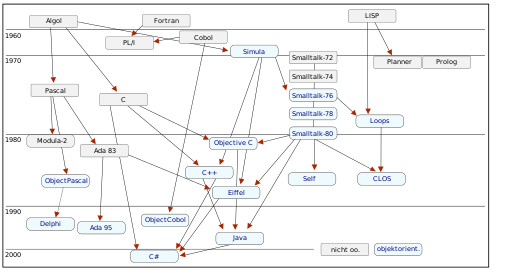 Algol
Fortran
LISP
1960
Cobol
PL/I
Simula
Smalltalk-72
1970
Planner
Prolog
Smalltalk-74
Pascal
C
Smalltalk-76
Smalltalk-78
Loops
1980
Smalltalk-80
Modula-2
Objective C
Ada 83
C++
ObjectPascal
Self
CLOS
Eiffel
1990
ObjectCobol
Delphi
Ada 95
Java
2000
C#
nicht oo.
objektorient.